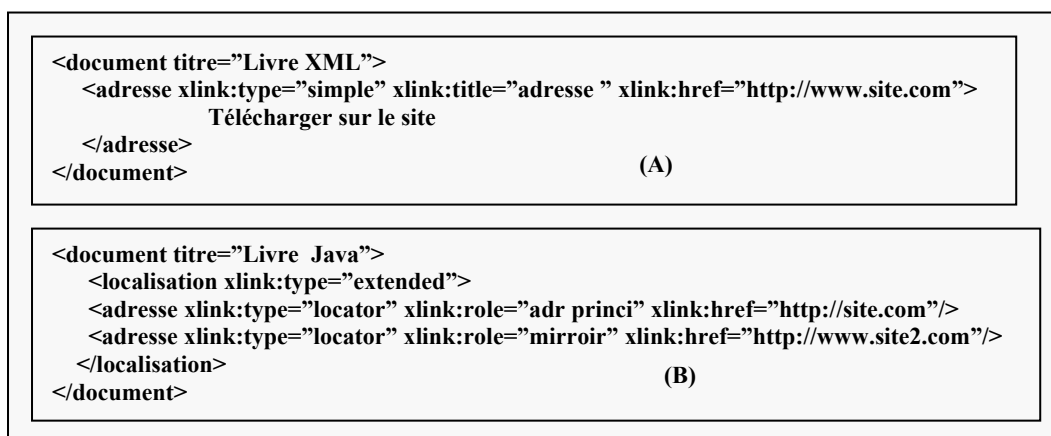 <document titre=”Livre XML”>
<adresse xlink:type=”simple” xlink:title=”adresse ” xlink:href=”http://www.site.com”>
Télécharger sur le site
</adresse>
(A)
</document>
<document titre=”Livre  Java”>
<localisation xlink:type=”extended”>
<adresse xlink:type=”locator” xlink:role=”adr princi” xlink:href=”http://site.com”/>
<adresse xlink:type=”locator” xlink:role=”mirroir” xlink:href=”http://www.site2.com”/>
</localisation>
(B)
</document>